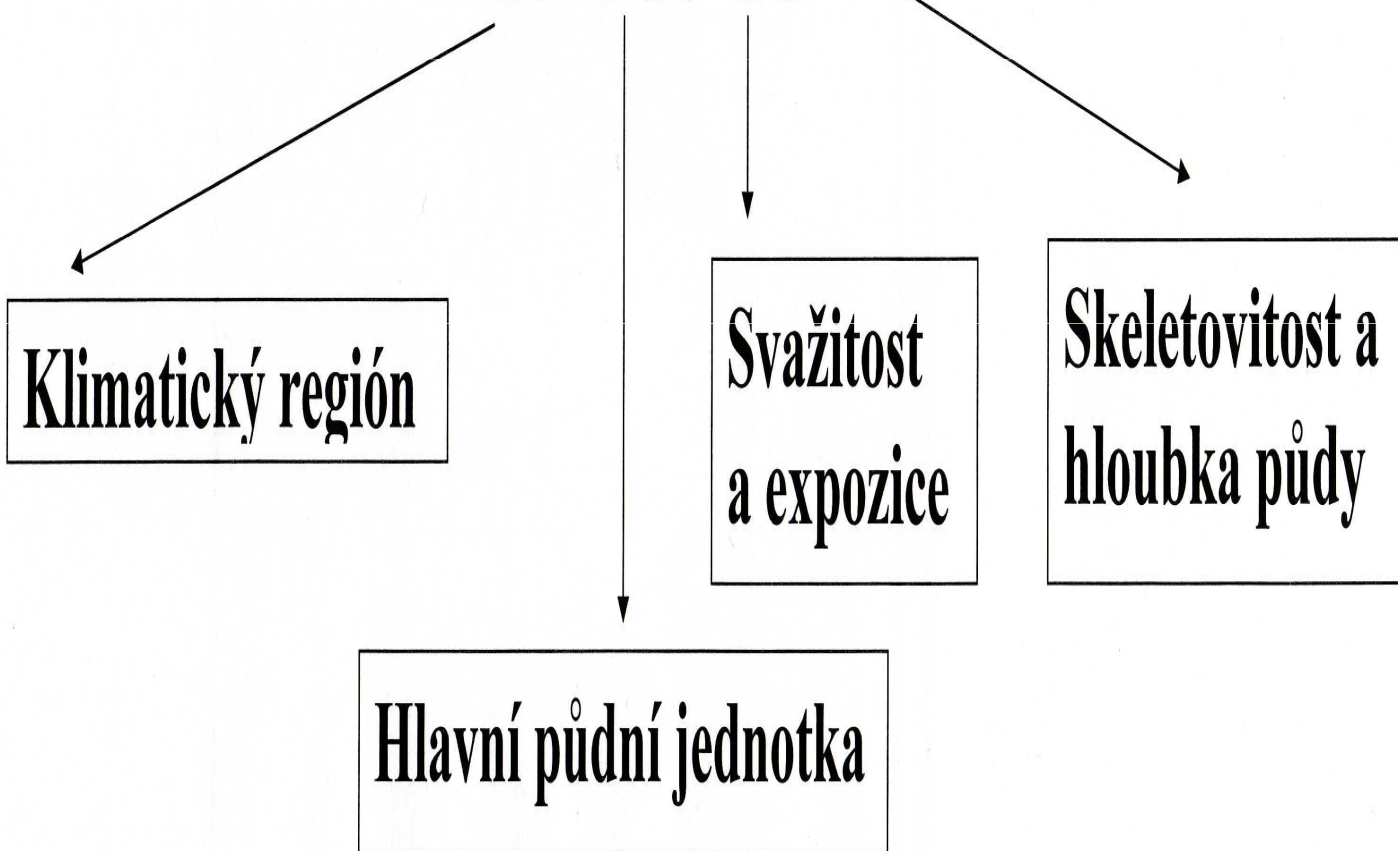 Klimatický región
Svažitost
a expozice
Skeletovitost a
hloubka půdy
Hlavní půdní jednotka